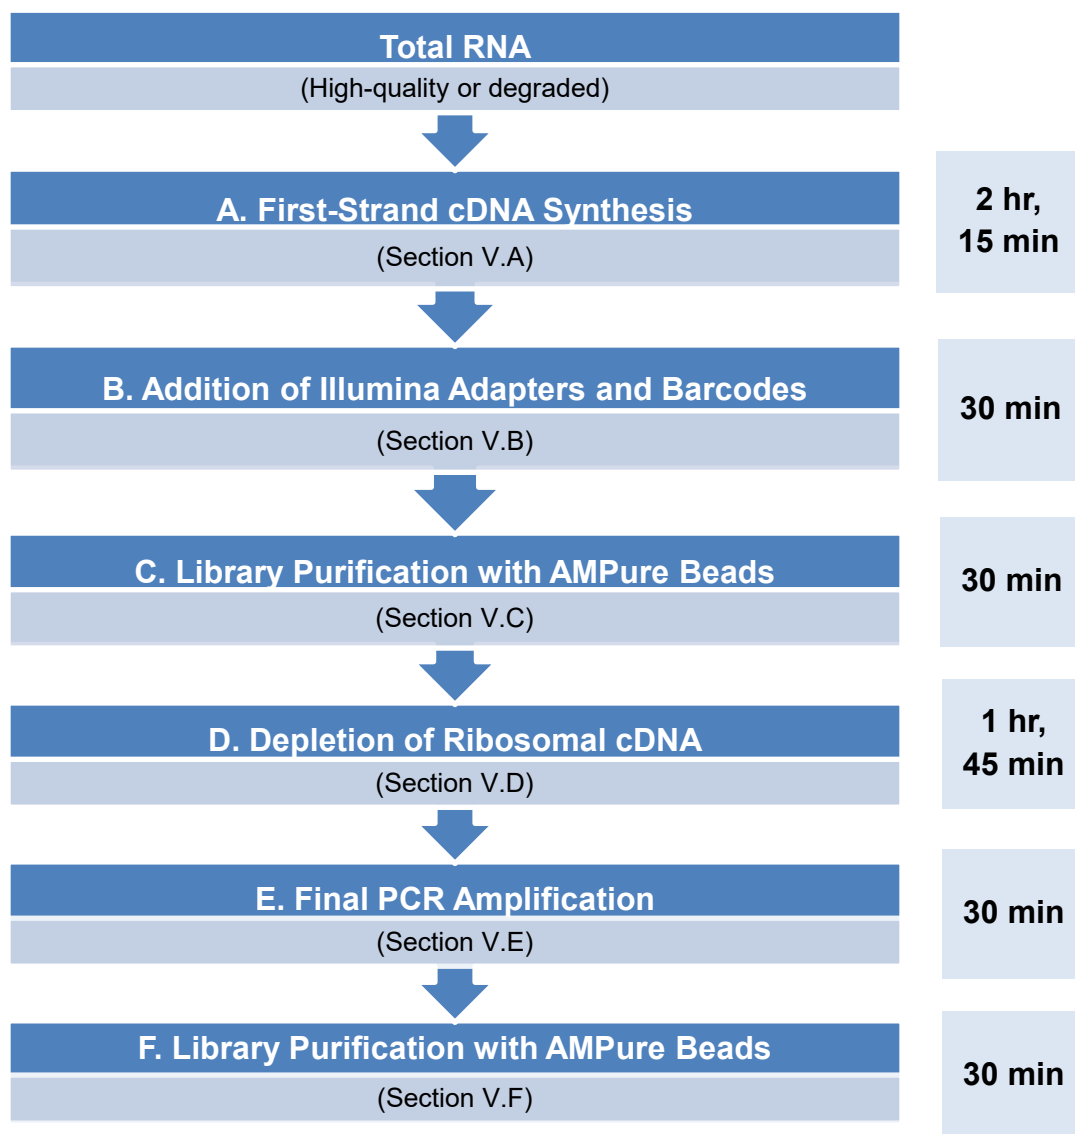 Total RNA
(High-quality or degraded)
A. First-Strand cDNA Synthesis
(Section V.A)
2 hr,
15 min
B. Addition of Illumina Adapters and Barcodes
(Section V.B)
30 min
C. Library Purification with AMPure Beads
(Section V.C)
30 min
D. Depletion of Ribosomal cDNA
(Section V.D)
1 hr,
45 min
E. Final PCR Amplification
(Section V.E)
30 min
F. Library Purification with AMPure Beads
(Section V.F)
30 min